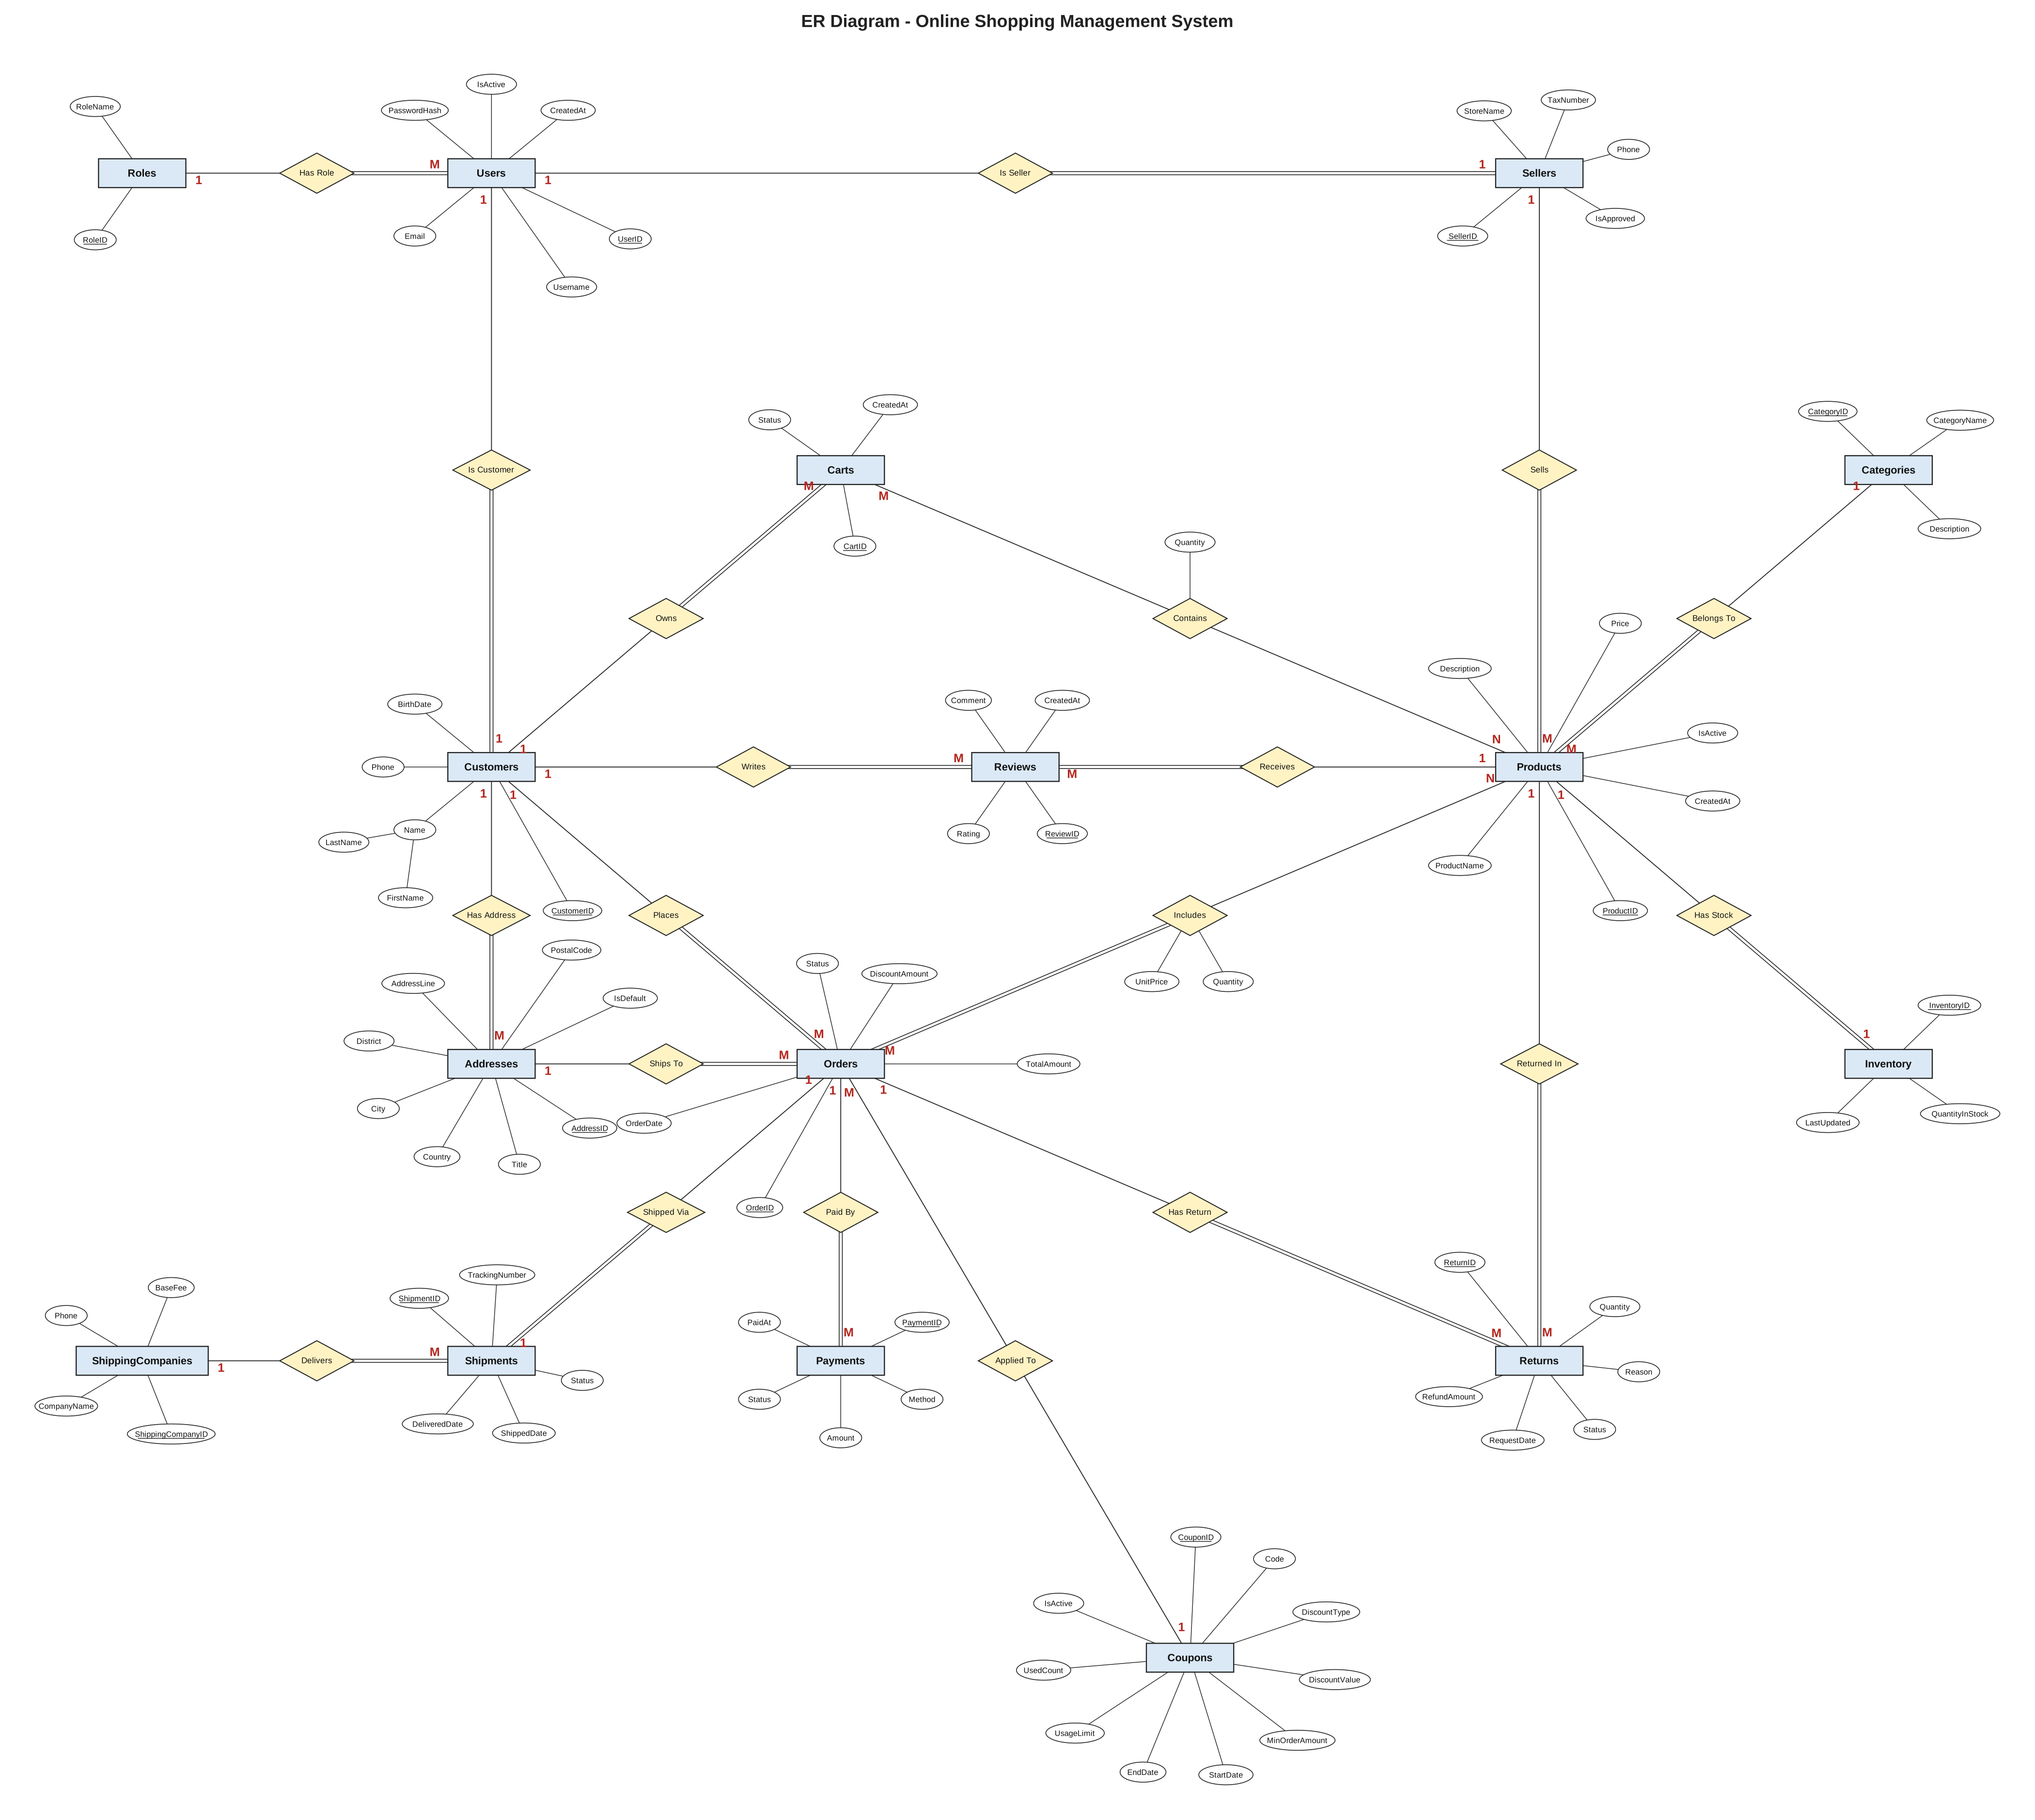 ER Diagram - Online Shopping Management System
IsActive
PasswordHash
CreatedAt
RoleName
StoreName
TaxNumber
Phone
Roles
1
Has Role
M
Users
1
1
Is Seller
1
Sellers
1
RoleID
Email
UserID
Username
SellerID
IsApproved
Status
CreatedAt
CategoryID
CategoryName
Is Customer
Carts
M
M
Sells
Categories
1
CartID
Description
Quantity
Owns
Contains
Belongs To
Price
Description
BirthDate
Comment
CreatedAt
IsActive
1
1
N
M
M
Phone
Customers
1
1
1
Writes
M
Reviews
M
Receives
1
N
Products
1
1
CreatedAt
Name
LastName
FirstName
CustomerID
Rating
ReviewID
ProductName
ProductID
Has Address
Places
Includes
Has Stock
PostalCode
AddressLine
IsDefault
Status
DiscountAmount
UnitPrice
Quantity
InventoryID
District
M
M
M
1
Addresses
1
Ships To
M
Orders
1
1
M
1
TotalAmount
Returned In
Inventory
City
Country
Title
AddressID
OrderDate
LastUpdated
QuantityInStock
OrderID
Shipped Via
Paid By
Has Return
BaseFee
Phone
ShipmentID
TrackingNumber
PaidAt
PaymentID
ReturnID
Quantity
ShippingCompanies
1
Delivers
M
Shipments
1
Status
M
Payments
Applied To
M
M
Returns
Reason
CompanyName
ShippingCompanyID
DeliveredDate
ShippedDate
Status
Method
Amount
RefundAmount
RequestDate
Status
CouponID
Code
IsActive
DiscountType
1
Coupons
UsedCount
DiscountValue
UsageLimit
MinOrderAmount
EndDate
StartDate